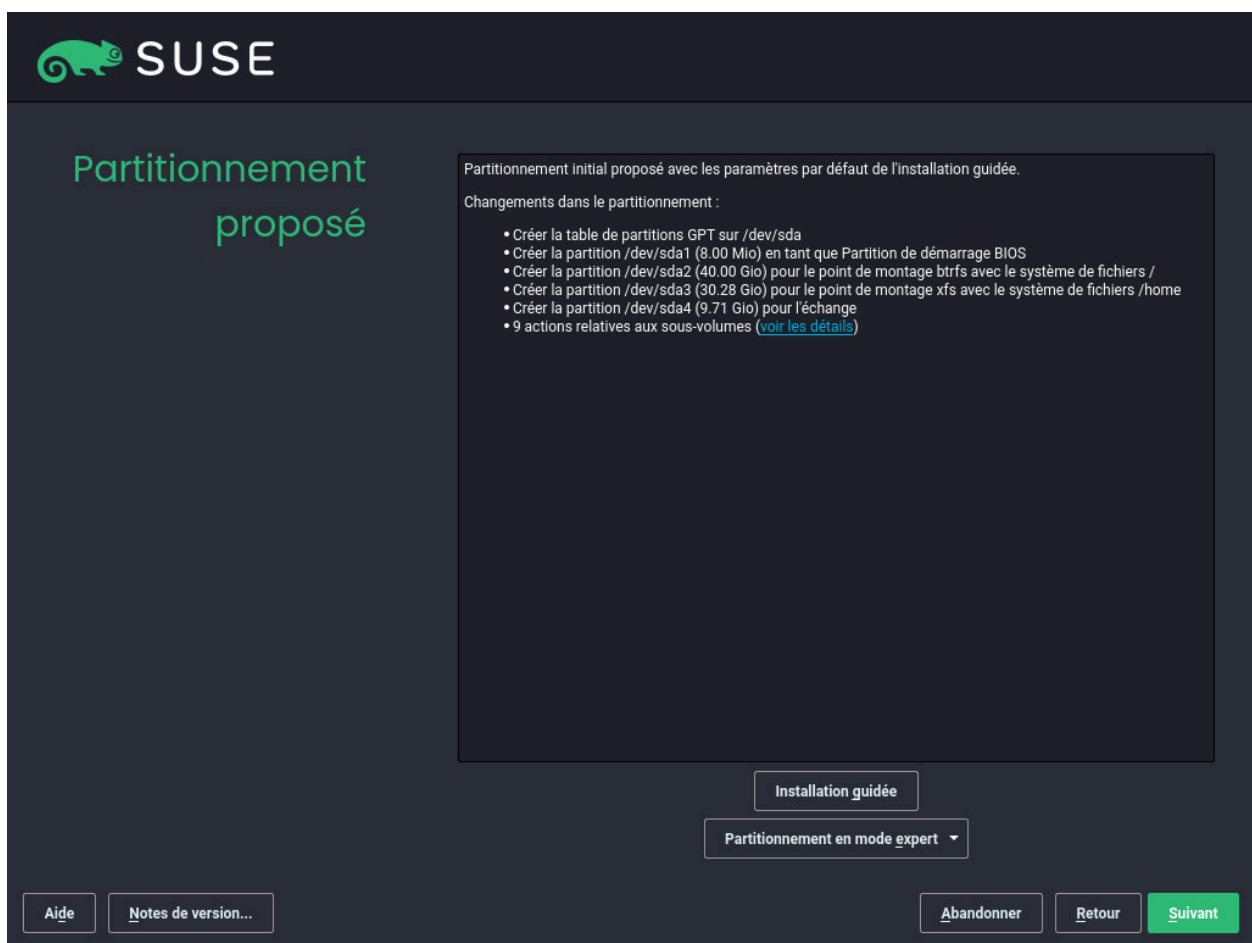 SUSE
Partitionnement
proposé
Partitionnement initial proposé avec les paramètres par défaut de l'installation guidée.
Changements dans le partitionnement :
• Créer la table de partitions GPT sur /dev/sda
• Créer la partition /dev/sda1 (8.00 Mio) en tant que Partition de démarrage BIOS
• Créer la partition /dev/sda2 (40.00 Gio) pour le point de montage btrfs avec le système de fichiers /
• Créer la partition /dev/sda3 (30.28 Gio) pour le point de montage xfs avec le système de fichiers /home
• Créer la partition /dev/sda4 (9.71 Gio) pour l'échange
• 9 actions relatives aux sous-volumes (voir les détails)
Installation guidée
Partitionnement en mode expert
Aide
Notes de version...
Abandonner
Retour
Suivant